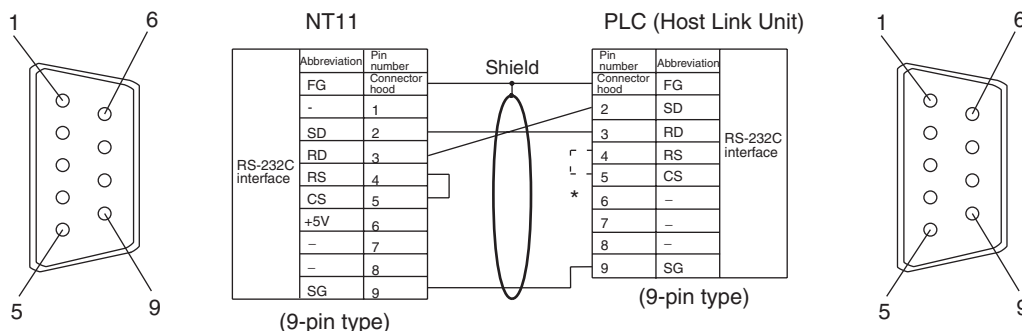 NT11
PLC (Host Link Unit)
1
6
5
9
Abbreviation
Pin number
FG
Connector hood
-
1
SD
2
RD
3
RS
4
CS
5
+5V
6
–
7
–
8
SG
9
RS-232C interface
(9-pin type)
Shield
*
Pin number
Abbreviation
Connector hood
FG
2
SD
3
RD
4
RS
5
CS
6
–
7
–
8
–
9
SG
RS-232C interface
(9-pin type)
1
6
5
9